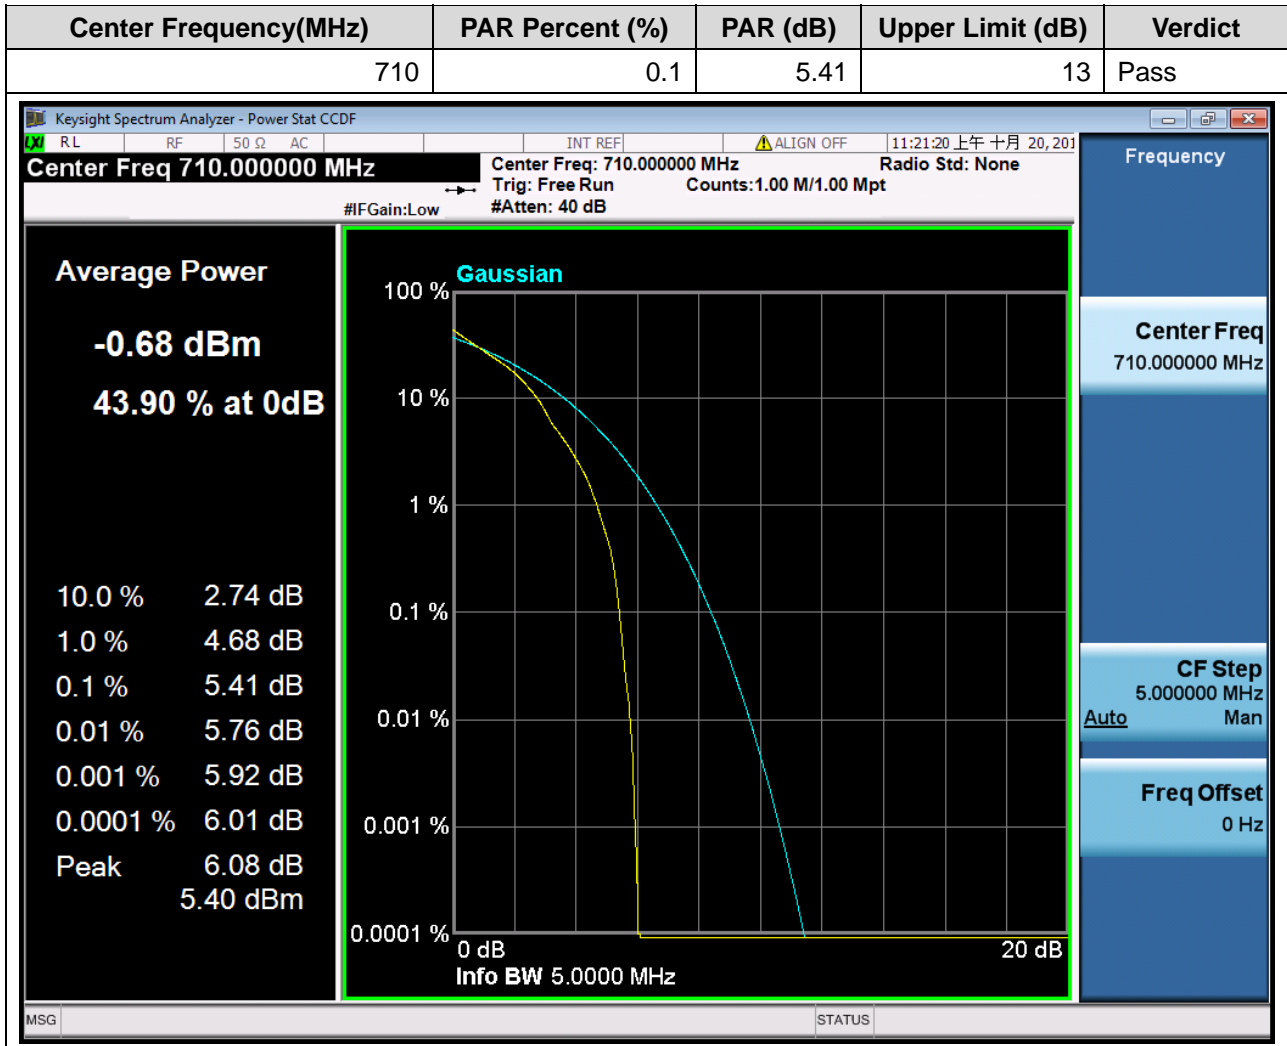 Center Frequency(MHz) PAR Percent (%) PAR (dB) Upper Limit (dB) Verdict
710 0.1 5.41 13 Pass
Keysight Spectrum Analyzer - Power Stat CCDF
LXI RL RF 50 Ω AC INT REF ALIGN OFF 11:21:20 上午 十月 20, 201
Center Freq 710.000000 MHz
Center Freq: 710.000000 MHz Radio Std: None
Trig: Free Run Counts:1.00 M/1.00 Mpt
#IFGain:Low #Atten: 40 dB
Average Power
-0.68 dBm
43.90 % at 0dB
10.0 % 2.74 dB
1.0 % 4.68 dB
0.1 % 5.41 dB
0.01 % 5.76 dB
0.001 % 5.92 dB
0.0001 % 6.01 dB
Peak 6.08 dB
5.40 dBm
Gaussian
100 %
10 %
1 %
0.1 %
0.01 %
0.001 %
0.0001 %
0 dB 20 dB
Info BW 5.0000 MHz
Frequency
Center Freq
710.000000 MHz
CF Step
5.000000 MHz
Auto Man
Freq Offset
0 Hz
MSG STATUS